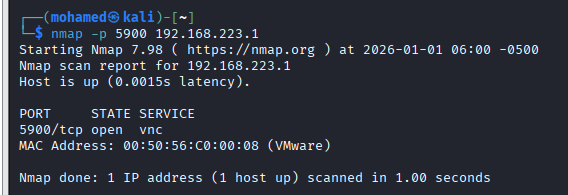 ┌──(mohamed㉿kali)-[~]
└─$ nmap -p 5900 192.168.223.1
Starting Nmap 7.98 ( https://nmap.org ) at 2026-01-01 06:00 -0500
Nmap scan report for 192.168.223.1
Host is up (0.0015s latency).
PORT     STATE SERVICE
5900/tcp open  vnc
MAC Address: 00:50:56:C0:00:08 (VMware)
Nmap done: 1 IP address (1 host up) scanned in 1.00 seconds